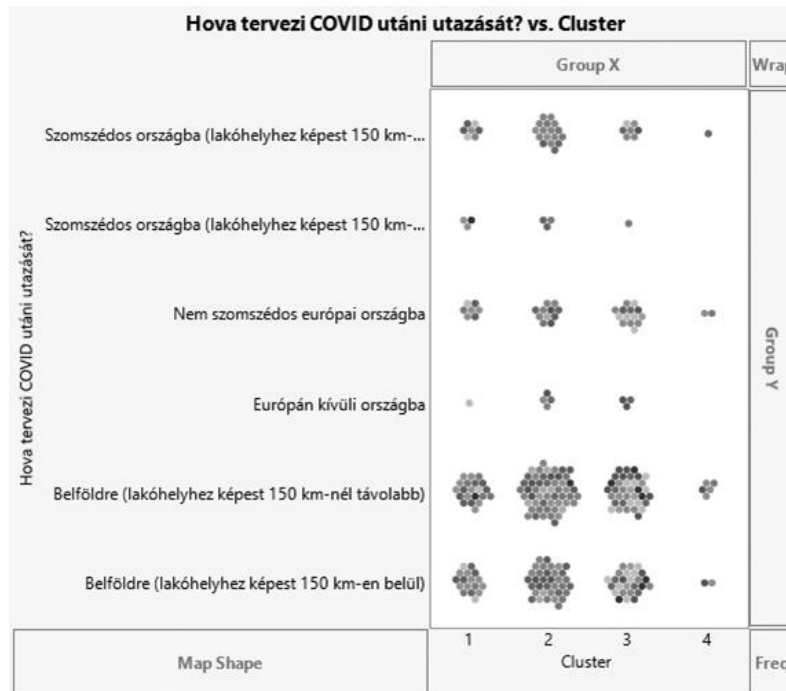 Hova tervezi COVID utáni utazását? vs. Cluster
Group X
Wrap
Szomszédos országba (lakóhelyhez képest 150 km-...
Szomszédos országba (lakóhelyhez képest 150 km-...
Nem szomszédos európai országba
Európán kívüli országba
Belföldre (lakóhelyhez képest 150 km-nél távolabb)
Belföldre (lakóhelyhez képest 150 km-en belül)
Hova tervezi COVID utáni utazását?
Group Y
1 2 3 4
Cluster
Map Shape
Freq